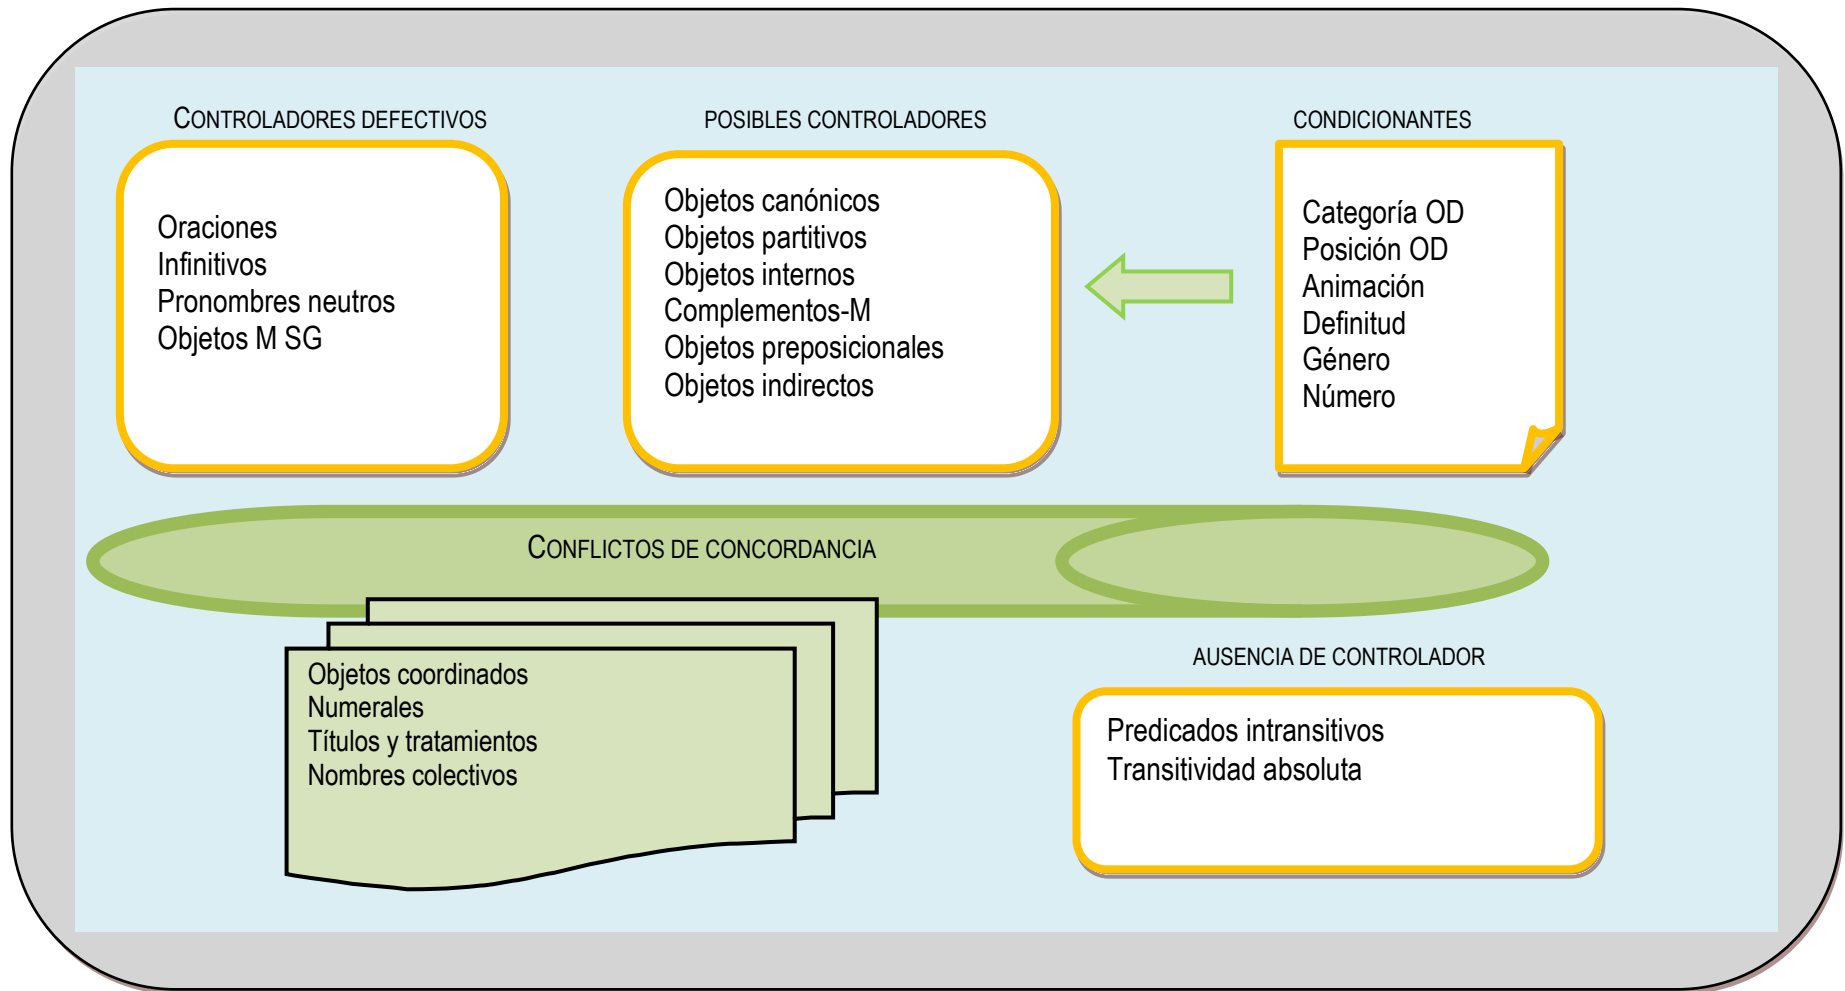 CONTROLADORES DEFECTIVOS
Oraciones
Infinitivos
Pronombres neutros
Objetos M SG
POSIBLES CONTROLADORES
Objetos canónicos
Objetos partitivos
Objetos internos
Complementos-M
Objetos preposicionales
Objetos indirectos
CONDICIONANTES
Categoría OD
Posición OD
Animación
Definitud
Género
Número
CONFLICTOS DE CONCORDANCIA
Objetos coordinados
Numerales
Títulos y tratamientos
Nombres colectivos
AUSENCIA DE CONTROLADOR
Predicados intransitivos
Transitividad absoluta